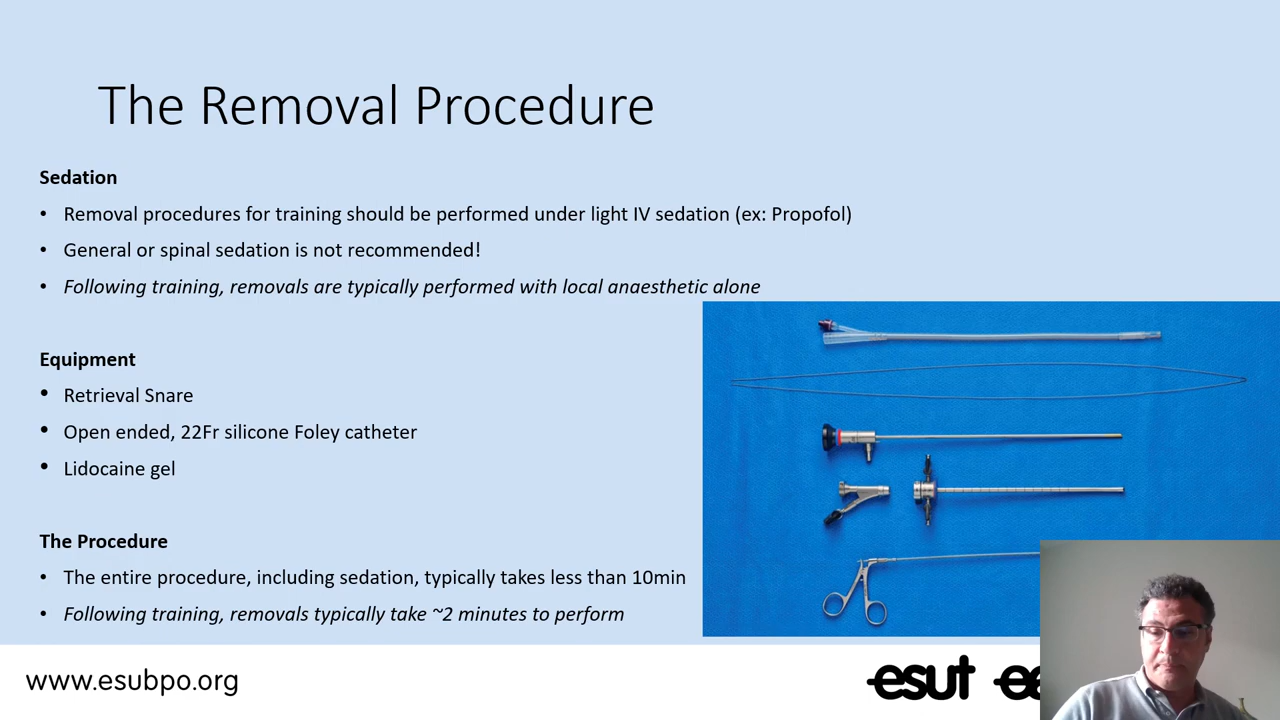 The Removal Procedure
Sedation
• Removal procedures for training should be performed under light IV sedation (ex: Propofol)
• General or spinal sedation is not recommended!
• Following training, removals are typically performed with local anaesthetic alone
Equipment
• Retrieval Snare
• Open ended, 22Fr silicone Foley catheter
• Lidocaine gel
The Procedure
• The entire procedure, including sedation, typically takes less than 10min
• Following training, removals typically take ~2 minutes to perform
www.esubpo.org
esut